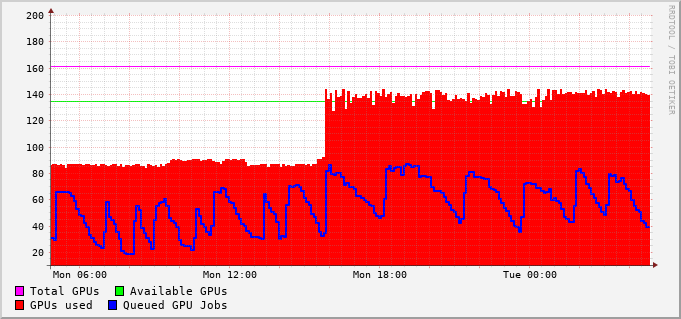 200
180
160
140
120
100
80
60
40
20
Mon 06:00 Mon 12:00 Mon 18:00 Tue 00:00
Total GPUs Available GPUs
GPUs used Queued GPU Jobs
RRDTOOL / TOBI OETIKER